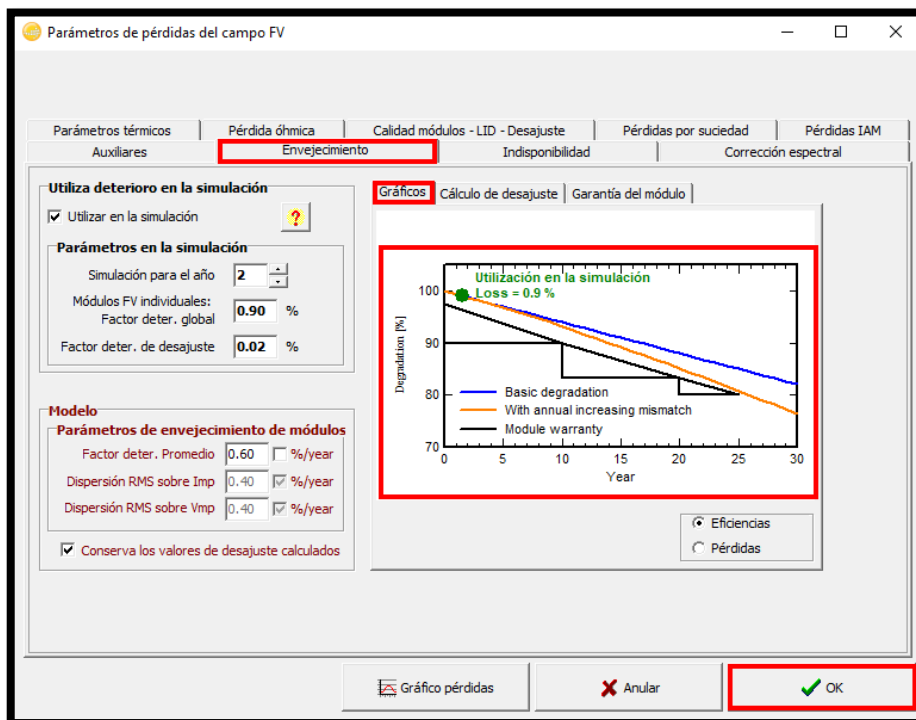 Parámetros de pérdidas del campo FV
Parámetros térmicos
Pérdida óhmica
Calidad módulos - LID - Desajuste
Pérdidas por suciedad
Pérdidas IAM
Auxiliares
Envejecimiento
Indisponibilidad
Corrección espectral
Utiliza deterioro en la simulación
Utilizar en la simulación
?
Parámetros en la simulación
Simulación para el año 2
Módulos FV individuales:
Factor deter. global 0.90 %
Factor deter. de desajuste 0.02 %
Modelo
Parámetros de envejecimiento de módulos
Factor deter. Promedio 0.60 %/year
Dispersión RMS sobre Imp 0.40 %/year
Dispersión RMS sobre Vmp 0.40 %/year
Conserva los valores de desajuste calculados
Gráficos
Cálculo de desajuste
Garantía del módulo
Utilización en la simulación
Loss = 0.9 %
Degradation [%]
100
90
80
70
Basic degradation
With annual increasing mismatch
Module warranty
0 5 10 15 20 25 30
Year
Eficiencias
Pérdidas
Gráfico pérdidas
Anular
OK